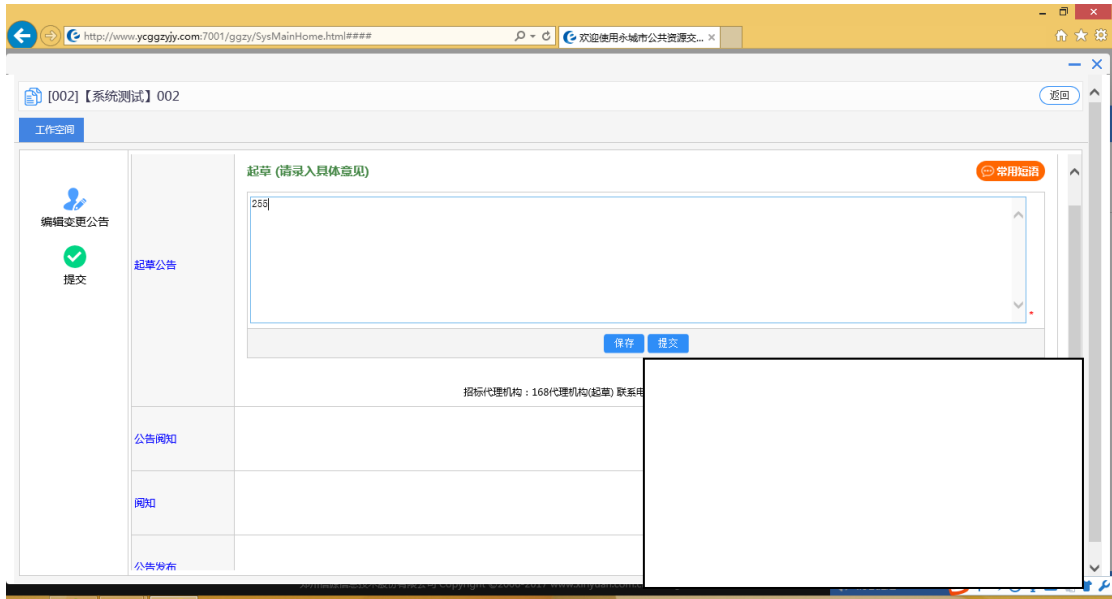 http://www.ycggzyjy.com:7001/ggzy/SysMainHome.html####
欢迎使用永城市公共资源交...
[002]【系统测试】002
返回
工作空间
起草 (请录入具体意见)
常用短语
编辑变更公告
255
提交
起草公告
保存 提交
招标代理机构：168代理机构(起草) 联系电
公告阅知
阅知
公告发布